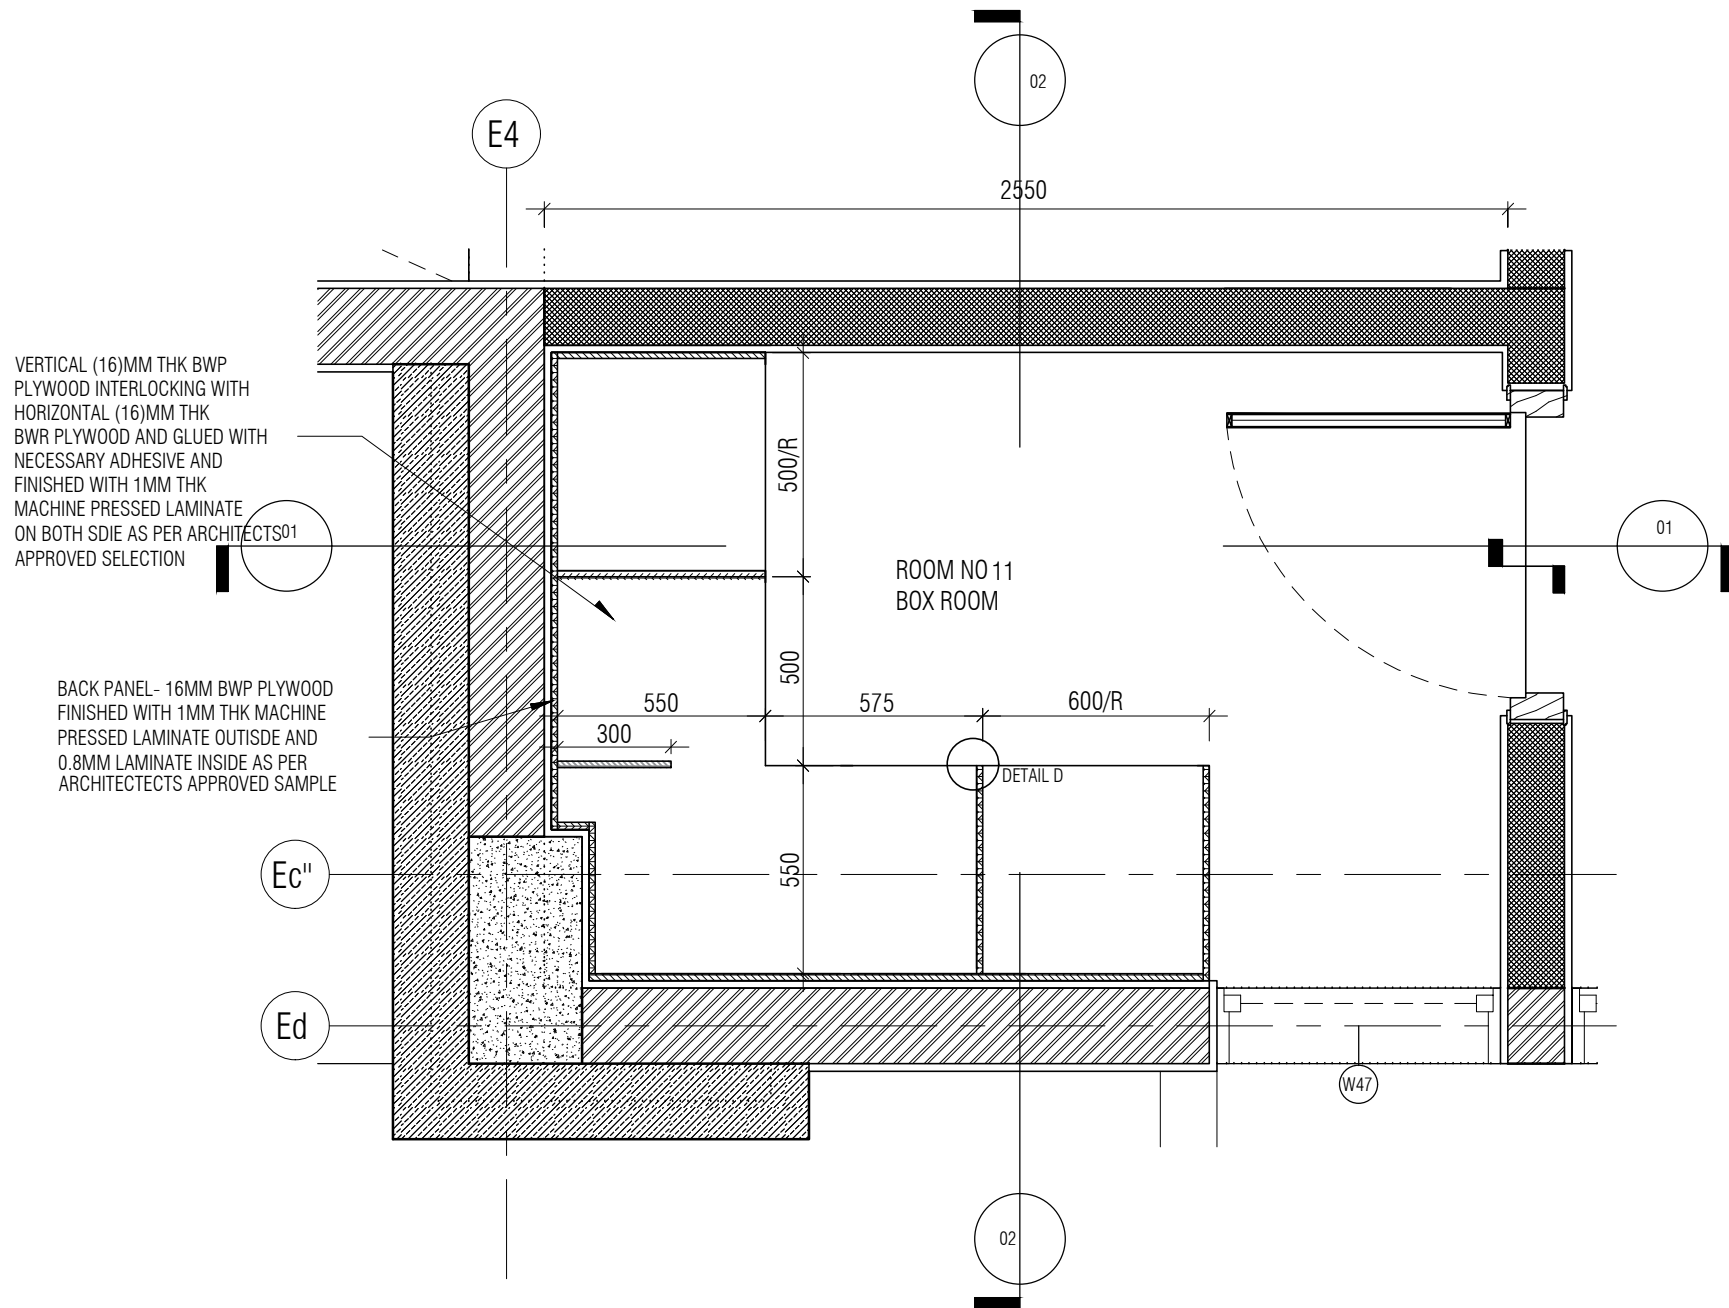 02
E4
2550
VERTICAL (16)MM THK BWP
PLYWOOD INTERLOCKING WITH
HORIZONTAL (16)MM THK
BWR PLYWOOD AND GLUED WITH
NECESSARY ADHESIVE AND
FINISHED WITH 1MM THK
MACHINE PRESSED LAMINATE
ON BOTH SDIE AS PER ARCHITECTS
APPROVED SELECTION
01
500/R
01
ROOM NO 11
BOX ROOM
500
BACK PANEL- 16MM BWP PLYWOOD
FINISHED WITH 1MM THK MACHINE
PRESSED LAMINATE OUTISDE AND
0.8MM LAMINATE INSIDE AS PER
ARCHITECTECTS APPROVED SAMPLE
550
575
600/R
300
DETAIL D
550
Ec"
Ed
W47
02